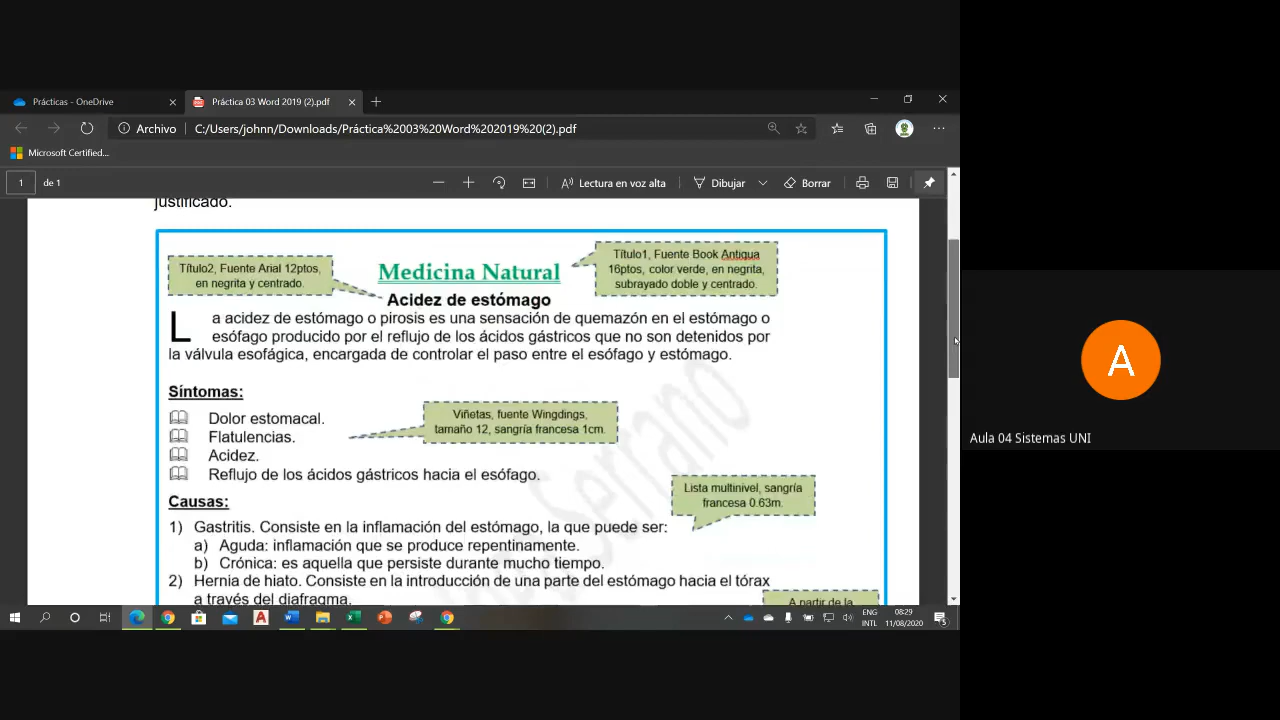 Prácticas - OneDrive
Práctica 03 Word 2019 (2).pdf
Archivo
C:/Users/johnn/Downloads/Práctica%2003%20Word%202019%20(2).pdf
Microsoft Certified...
1
de 1
Lectura en voz alta
Dibujar
Borrar
justificado.
Título2, Fuente Arial 12ptos,
en negrita y centrado.
Medicina Natural
Título1, Fuente Book Antiqua
16ptos, color verde, en negrita,
subrayado doble y centrado.
Acidez de estómago
La acidez de estómago o pirosis es una sensación de quemazón en el estómago o
esófago producido por el reflujo de los ácidos gástricos que no son detenidos por
la válvula esofágica, encargada de controlar el paso entre el esófago y estómago.
Síntomas:
Dolor estomacal.
Flatulencias.
Acidez.
Reflujo de los ácidos gástricos hacia el esófago.
Viñetas, fuente Wingdings,
tamaño 12, sangría francesa 1cm.
Lista multinivel, sangría
francesa 0.63m.
Causas:
1) Gastritis. Consiste en la inflamación del estómago, la que puede ser:
a) Aguda: inflamación que se produce repentinamente.
b) Crónica: es aquella que persiste durante mucho tiempo.
2) Hernia de hiato. Consiste en la introducción de una parte del estómago hacia el tórax
a través del diafragma.
A partir de la
Serrano
ENG
INTL
08:29
11/08/2020
A
Aula 04 Sistemas UNI